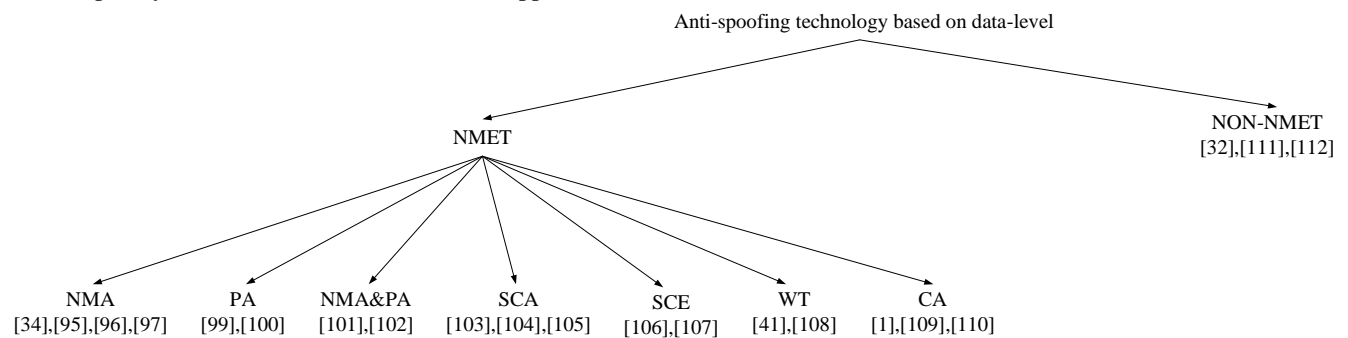 Anti-spoofing technology based on data-level
NMET
NON-NMET
[32],[111],[112]
NMA
[34],[95],[96],[97]
PA
[99],[100]
NMA&PA
[101],[102]
SCA
[103],[104],[105]
SCE
[106],[107]
WT
[41],[108]
CA
[1],[109],[110]